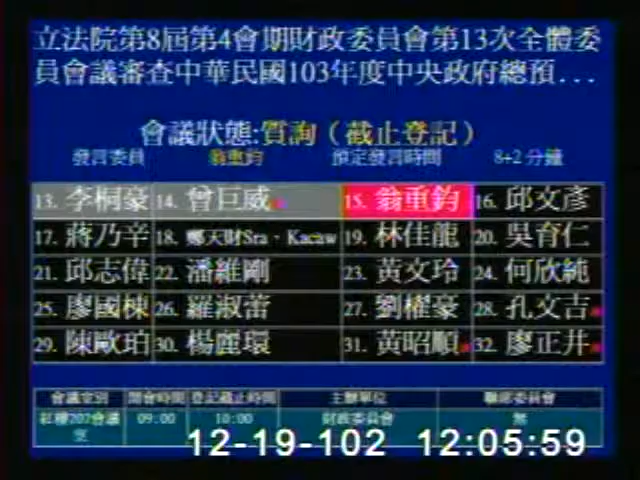 立法院第8屆第4會期財政委員會第13次全體委
員會議審查中華民國103年度中央政府總預...
會議狀態:質詢（截止登記）
發言委員 翁重鈞 預定發言時間 8+2 分鐘
13. 李桐豪 14. 曾巨威 15. 翁重鈞 16. 邱文彥
17. 蔣乃辛 18. 鄭天財Sra．Kacaw 19. 林佳龍 20. 吳育仁
21. 邱志偉 22. 潘維剛 23. 黃文玲 24. 何欣純
25. 廖國棟 26. 羅淑蕾 27. 劉櫂豪 28. 孔文吉
29. 陳歐珀 30. 楊麗環 31. 黃昭順 32. 廖正井
會議室別 開會時間 登記截止時間 主辦單位 聯席委員會
紅樓202會議 09:00 10:00 財政委員會 無
室
12-19-102 12:05:59